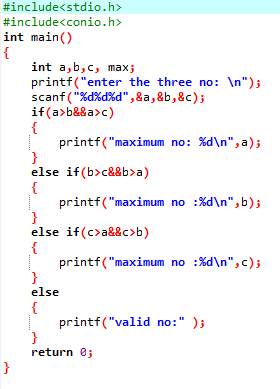 #include<stdio.h>
#include<conio.h>
int main()
{
    int a,b,c, max;
    printf("enter the three no: \n");
    scanf("%d%d%d",&a,&b,&c);
    if(a>b&&a>c)
    {
        printf("maximum no: %d\n",a);
    }
    else if(b>c&&b>a)
    {
        printf("maximum no :%d\n",b);
    }
    else if(c>a&&c>b)
    {
        printf("maximum no :%d\n",c);
    }
    else
    {
        printf("valid no:" );
    }
    return 0;
}